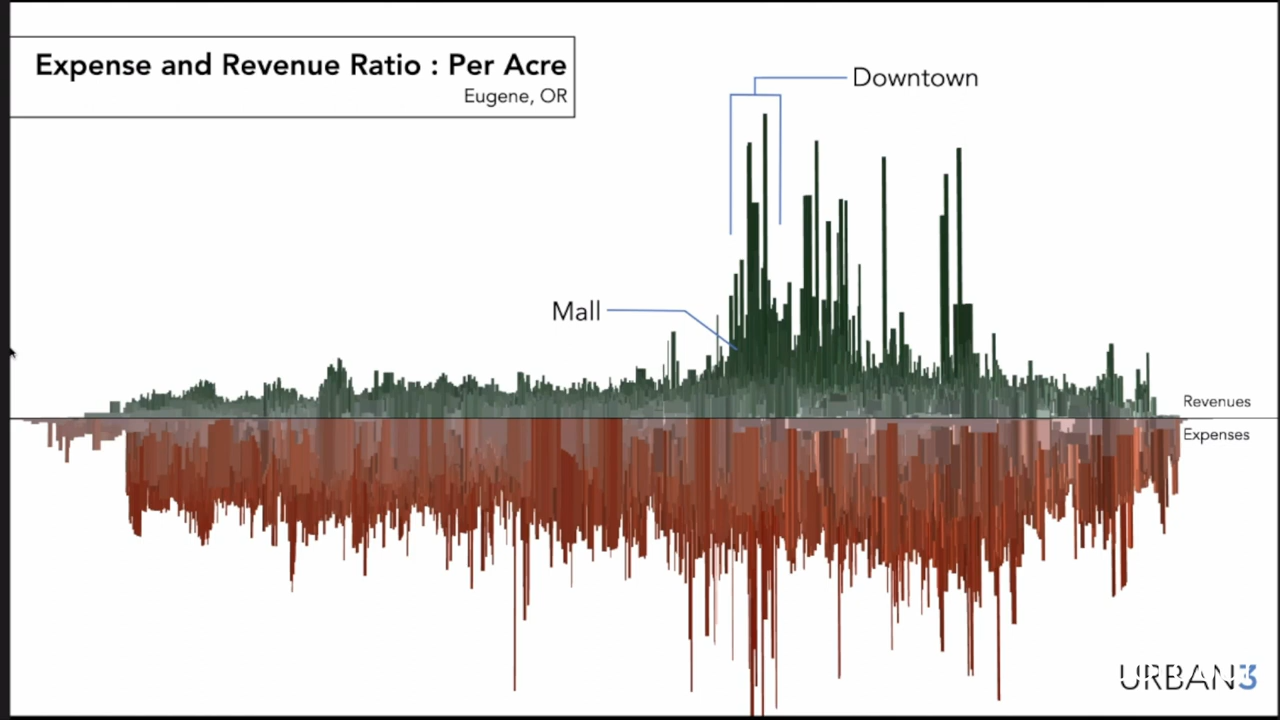 Expense and Revenue Ratio : Per Acre
Eugene, OR
Downtown
Mall
Revenues
Expenses
URBAN3